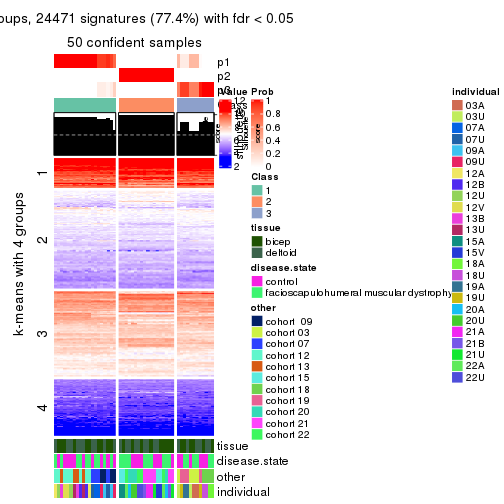 oups, 24471 signatures (77.4%) with fdr < 0.05
50 confident samples
p1
p2
p3
Class
k-means with 4 groups
1
2
3
4
tissue
disease.state
other
individual
Value
12
2
Prob
1
0.8
0.6
0.4
0.2
0
Class
1
2
3
tissue
bicep
deltoid
disease.state
control
facioscapulohumeral muscular dystrophy
other
cohort 09
cohort 03
cohort 07
cohort 12
cohort 13
cohort 15
cohort 18
cohort 19
cohort 20
cohort 21
cohort 22
individual
03A
03U
07A
07U
09A
09U
12A
12B
12U
12V
13B
13U
15A
15V
18A
18U
19A
19U
20A
20U
21A
21B
21U
22A
22U